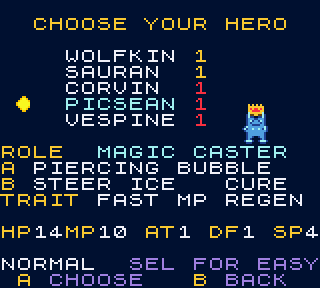 CHOOSE YOUR HERO
WOLFKIN 1
SAURAN 1
CORVIN 1
PICSEAN 1
VESPINE 1
ROLE MAGIC CASTER
A PIERCING BUBBLE
B STEER ICE CURE
TRAIT FAST MP REGEN
HP14MP10 AT1 DF1 SP4
NORMAL SEL FOR EASY
A CHOOSE B BACK